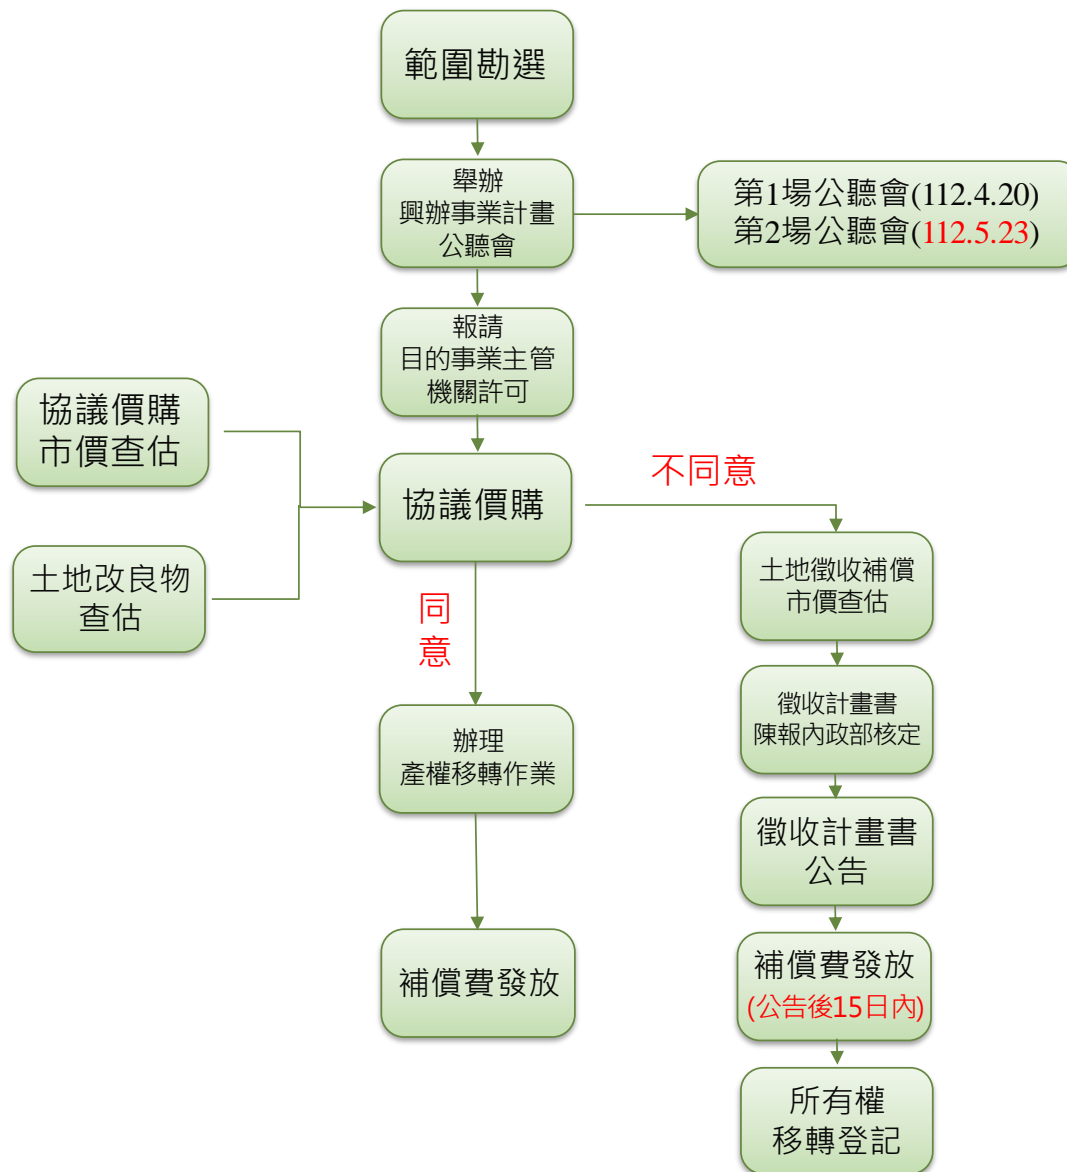 範圍勘選
舉辦
興辦事業計畫
公聽會
第1場公聽會(112.4.20)
第2場公聽會(112.5.23)
報請
目的事業主管
機關許可
協議價購
市價查估
土地改良物
查估
協議價購
不同意
同
意
土地徵收補償
市價查估
徵收計畫書
陳報內政部核定
辦理
產權移轉作業
徵收計畫書
公告
補償費發放
補償費發放
(公告後15日內)
所有權
移轉登記